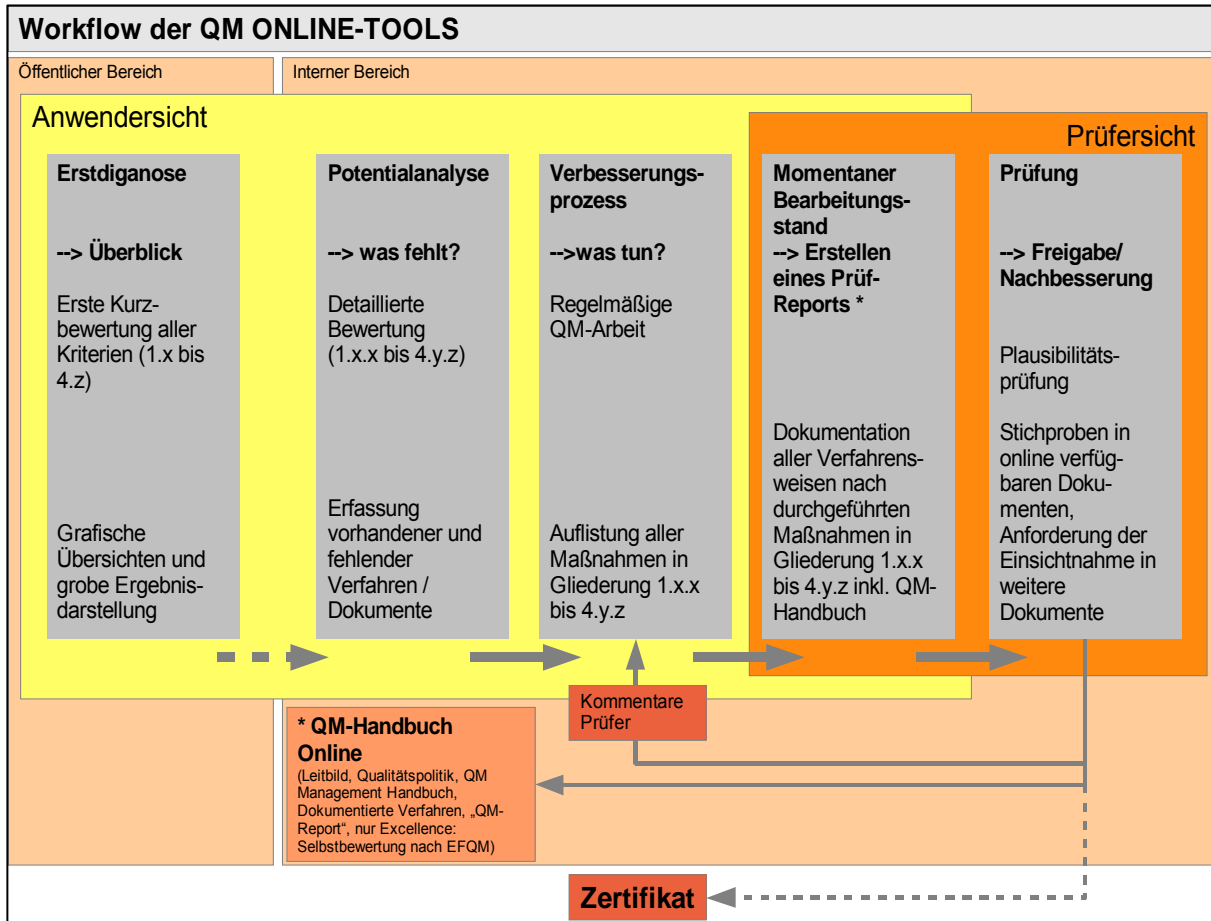 Workflow der QM ONLINE-TOOLS
Öffentlicher Bereich
Interner Bereich
Anwendersicht
Prüfersicht
Erstdiganose
--> Überblick
Erste Kurz-
bewertung aller
Kriterien (1.x bis
4.z)
Grafische
Übersichten und
grobe Ergebnis-
darstellung
Potentialanalyse
--> was fehlt?
Detaillierte
Bewertung
(1.x.x bis 4.y.z)
Erfassung
vorhandener und
fehlender
Verfahren /
Dokumente
Verbesserungs-
prozess
-->was tun?
Regelmäßige
QM-Arbeit
Auflistung aller
Maßnahmen in
Gliederung 1.x.x
bis 4.y.z
Momentaner
Bearbeitungs-
stand
--> Erstellen
eines Prüf-
Reports *
Dokumentation
aller Verfahrens-
weisen nach
durchgeführten
Maßnahmen in
Gliederung 1.x.x
bis 4.y.z inkl. QM-
Handbuch
Prüfung
--> Freigabe/
Nachbesserung
Plausibilitäts-
prüfung
Stichproben in
online verfüg-
baren Doku-
menten,
Anforderung der
Einsichtnahme in
weitere
Dokumente
Kommentare
Prüfer
* QM-Handbuch
Online
(Leitbild, Qualitätspolitik, QM
Management Handbuch,
Dokumentierte Verfahren, „QM-
Report“, nur Excellence:
Selbstbewertung nach EFQM)
Zertifikat